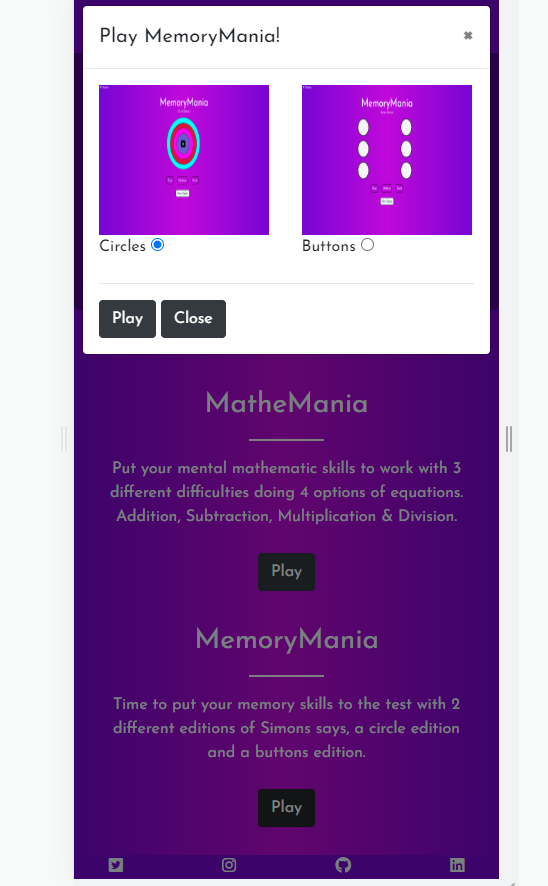 Play MemoryMania!
MemoryMania
MemoryMania
Circles
Buttons
Play
Close
MatheMania
Put your mental mathematic skills to work with 3
different difficulties doing 4 options of equations.
Addition, Subtraction, Multiplication & Division.
Play
MemoryMania
Time to put your memory skills to the test with 2
different editions of Simons says, a circle edition
and a buttons edition.
Play